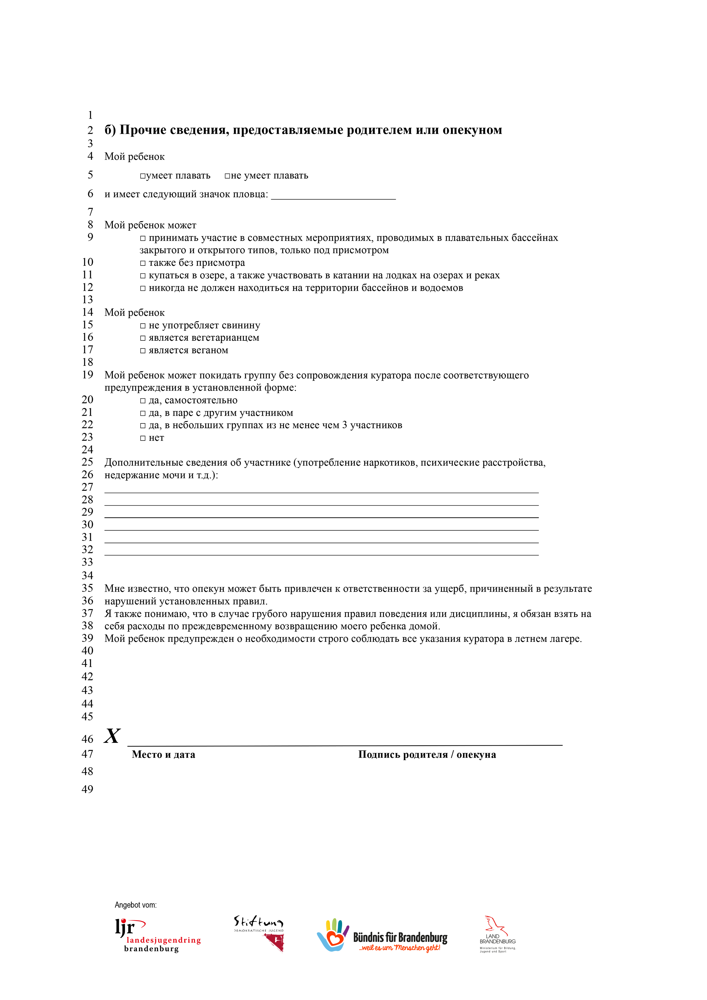 1
2 б) Прочие сведения, предоставляемые родителем или опекуном
3
4 Мой ребенок
5 □умеет плавать □не умеет плавать
6 и имеет следующий значок пловца: ______________________
7
8 Мой ребенок может
9 □ принимать участие в совместных мероприятиях, проводимых в плавательных бассейнах
закрытого и открытого типов, только под присмотром
10 □ также без присмотра
11 □ купаться в озере, а также участвовать в катании на лодках на озерах и реках
12 □ никогда не должен находиться на территории бассейнов и водоемов
13
14 Мой ребенок
15 □ не употребляет свинину
16 □ является вегетарианцем
17 □ является веганом
18
19 Мой ребенок может покидать группу без сопровождения куратора после соответствующего
предупреждения в установленной форме:
20 □ да, самостоятельно
21 □ да, в паре с другим участником
22 □ да, в небольших группах из не менее чем 3 участников
23 □ нет
24
25 Дополнительные сведения об участнике (употребление наркотиков, психические расстройства,
26 недержание мочи и т.д.):
27
28
29
30
31
32
33
34
35 Мне известно, что опекун может быть привлечен к ответственности за ущерб, причиненный в результате
36 нарушений установленных правил.
37 Я также понимаю, что в случае грубого нарушения правил поведения или дисциплины, я обязан взять на
38 себя расходы по преждевременному возвращению моего ребенка домой.
39 Мой ребенок предупрежден о необходимости строго соблюдать все указания куратора в летнем лагере.
40
41
42
43
44
45
46 X
47 Место и дата Подпись родителя / опекуна
48
49
Angebot vom:
ljr
landesjugendring
brandenburg
Stiftung
DEMOKRATISCHE JUGEND
Bündnis für Brandenburg
...weil es um Menschen geht!
LAND
BRANDENBURG
Ministerium für Bildung,
Jugend und Sport